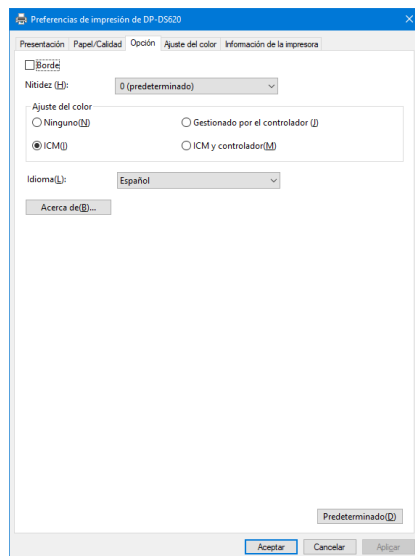 Preferencias de impresión de DP-DS620
Presentación Papel/Calidad Opción Ajuste del color Información de la impresora
Borde
Nitidez (H): 0 (predeterminado)
Ajuste del color
Ninguno(N) Gestionado por el controlador (J)
ICM(I) ICM y controlador(M)
Idioma(L): Español
Acerca de(B)...
Predeterminado(D)
Aceptar Cancelar Aplicar